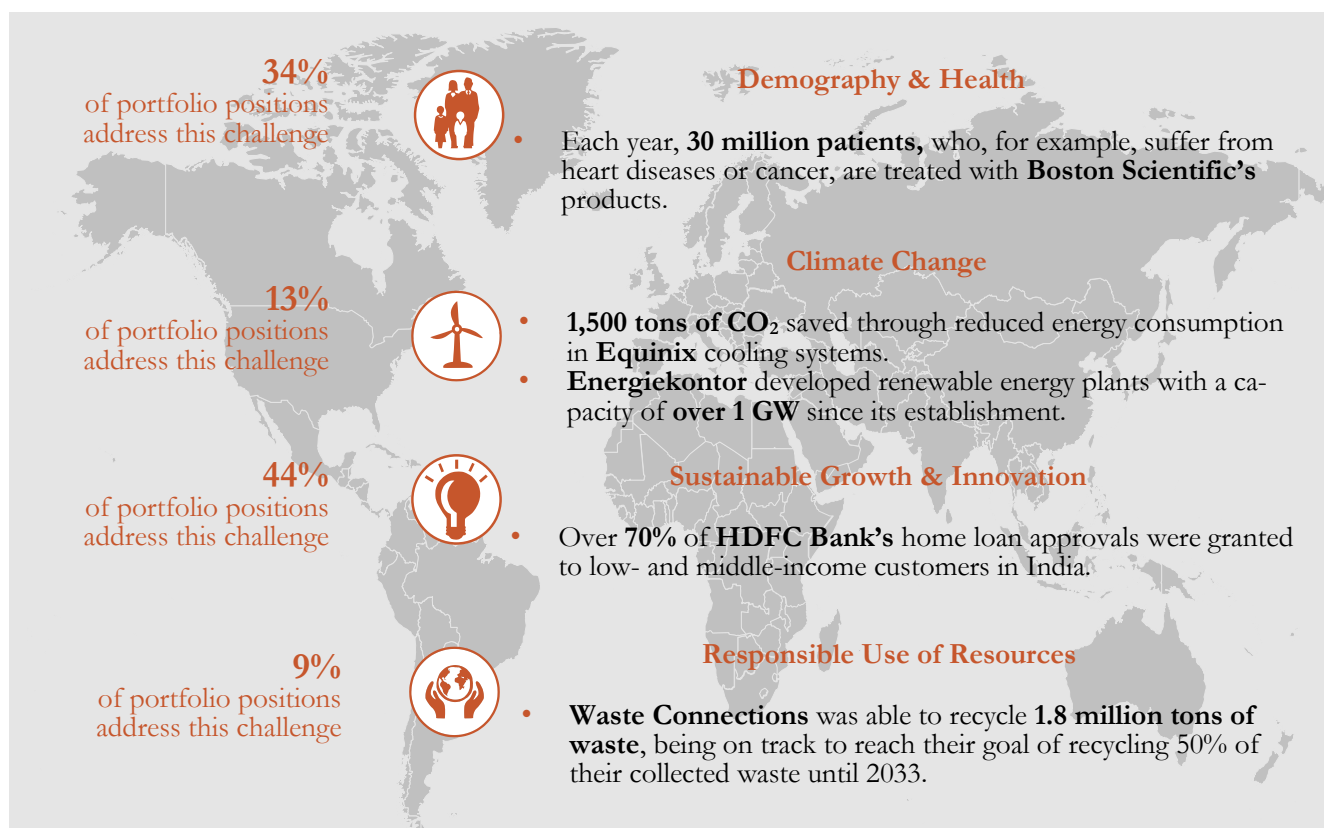 34%
of portfolio positions
address this challenge
Demography & Health
• Each year, 30 million patients, who, for example, suffer from
heart diseases or cancer, are treated with Boston Scientific’s
products.
13%
of portfolio positions
address this challenge
Climate Change
• 1,500 tons of CO₂ saved through reduced energy consumption
in Equinix cooling systems.
• Energiekontor developed renewable energy plants with a ca-
pacity of over 1 GW since its establishment.
44%
of portfolio positions
address this challenge
Sustainable Growth & Innovation
• Over 70% of HDFC Bank’s home loan approvals were granted
to low- and middle-income customers in India.
9%
of portfolio positions
address this challenge
Responsible Use of Resources
• Waste Connections was able to recycle 1.8 million tons of
waste, being on track to reach their goal of recycling 50% of
their collected waste until 2033.